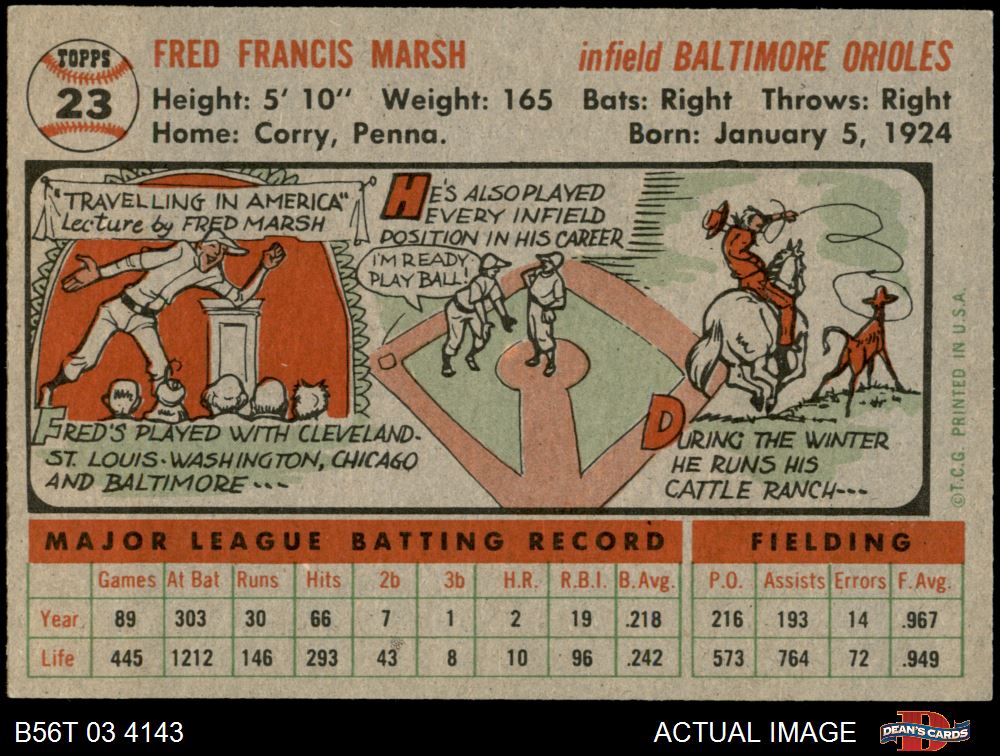 TOPPS
23
FRED FRANCIS MARSH
infield BALTIMORE ORIOLES
Height: 5' 10" Weight: 165 Bats: Right Throws: Right
Home: Corry, Penna. Born: January 5, 1924
"TRAVELLING IN AMERICA"
Lecture by FRED MARSH
FRED'S PLAYED WITH CLEVELAND-
ST. LOUIS-WASHINGTON, CHICAGO
AND BALTIMORE ---
HE'S ALSO PLAYED
EVERY INFIELD
POSITION IN HIS CAREER
I'M READY.
PLAY BALL!
DURING THE WINTER
HE RUNS HIS
CATTLE RANCH---
©T.C.G. PRINTED IN U.S.A.
MAJOR LEAGUE BATTING RECORD FIELDING
Games At Bat Runs Hits 2b 3b H.R. R.B.I. B.Avg. P.O. Assists Errors F. Avg.
Year 89 303 30 66 7 1 2 19 .218 216 193 14 .967
Life 445 1212 146 293 43 8 10 96 .242 573 764 72 .949
B56T 03 4143
ACTUAL IMAGE
D
DEAN'S CARDS